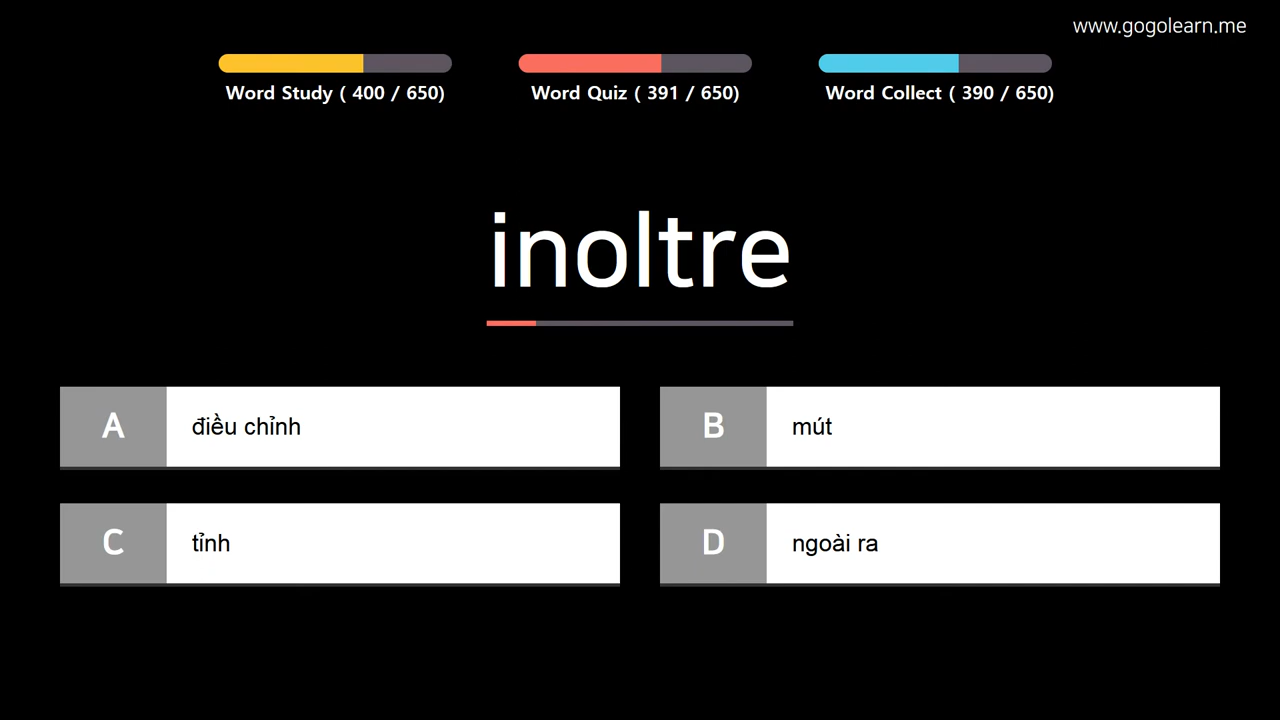 www.gogolearn.me
Word Study ( 400 / 650)
Word Quiz ( 391 / 650)
Word Collect ( 390 / 650)
inoltre
A
điều chỉnh
B
mút
C
tỉnh
D
ngoài ra